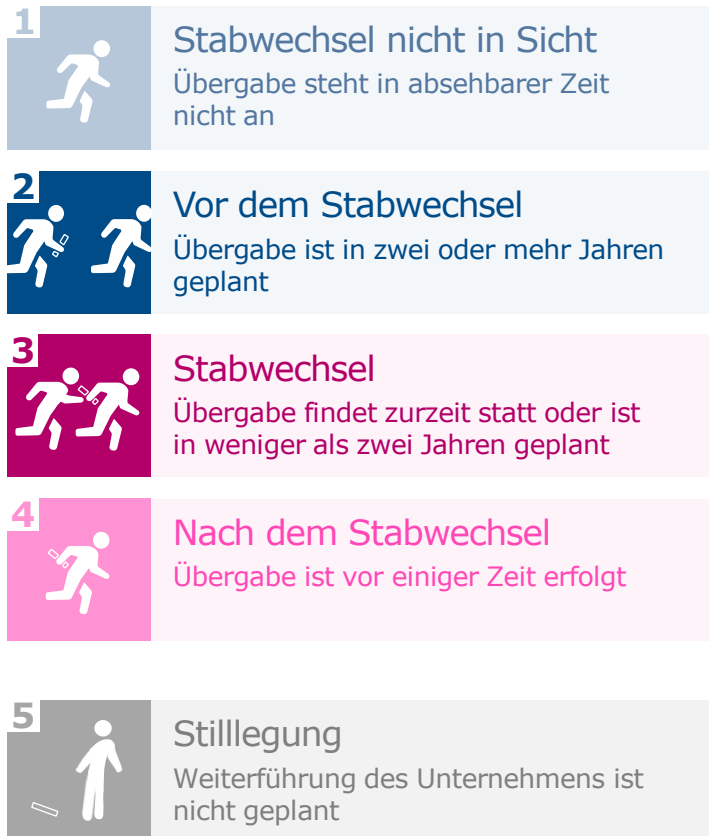 1
Stabwechsel nicht in Sicht
Übergabe steht in absehbarer Zeit
nicht an
2
Vor dem Stabwechsel
Übergabe ist in zwei oder mehr Jahren
geplant
3
Stabwechsel
Übergabe findet zurzeit statt oder ist
in weniger als zwei Jahren geplant
4
Nach dem Stabwechsel
Übergabe ist vor einiger Zeit erfolgt
5
Stilllegung
Weiterführung des Unternehmens ist
nicht geplant